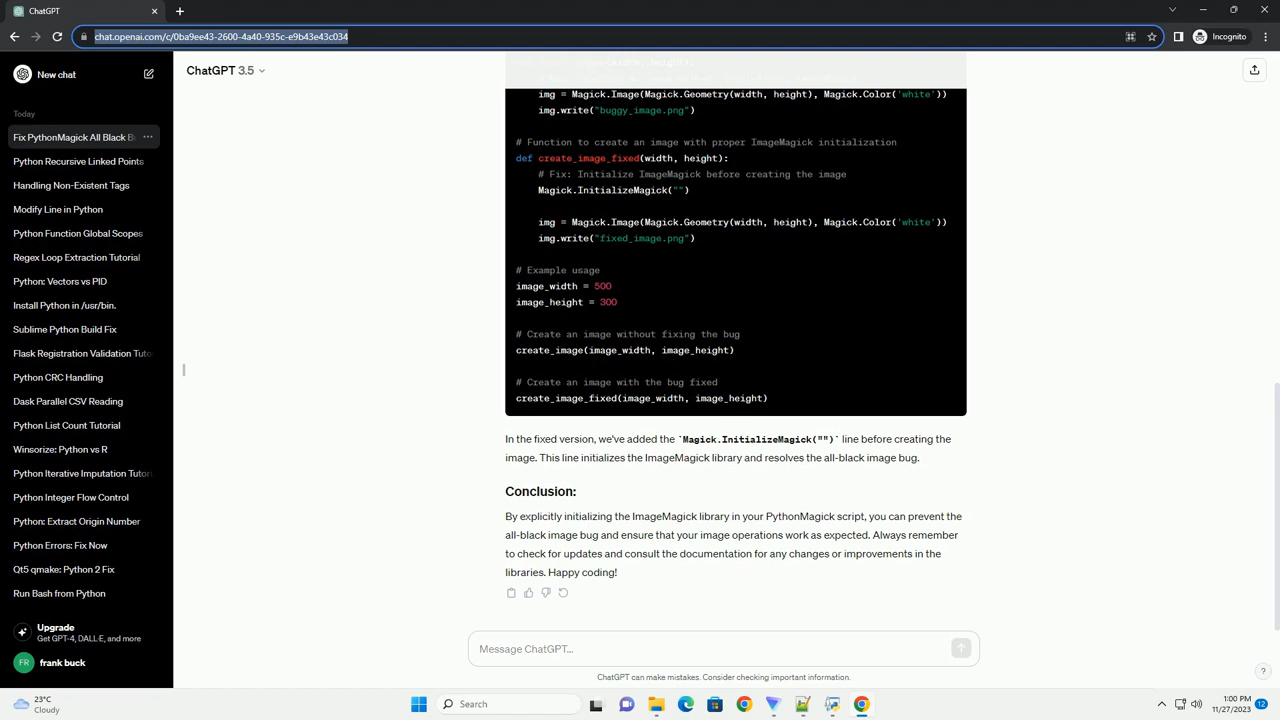 ChatGPT
chat.openai.com/c/0ba9ee43-2600-4a40-935c-e9b43e43c034
Incognito
New chat
ChatGPT 3.5
Today
Fix PythonMagick All Black Bu
Python Recursive Linked Points
Handling Non-Existent Tags
Modify Line in Python
Python Function Global Scopes
Regex Loop Extraction Tutorial
Python: Vectors vs PID
Install Python in /usr/bin.
Sublime Python Build Fix
Flask Registration Validation Tutor
Python CRC Handling
Dask Parallel CSV Reading
Python List Count Tutorial
Winsorize: Python vs R
Python Iterative Imputation Tutori
Python Integer Flow Control
Python Extract Origin Number
Python Errors: Fix Now
Qt5 qmake: Python 2 Fix
Run Bash from Python
Upgrade
Get GPT-4, DALL·E, and more
FR
frank buck
img = Magick.Image(Magick.Geometry(width, height), Magick.Color('white'))
img.write("buggy_image.png")
# Function to create an image with proper ImageMagick initialization
def create_image_fixed(width, height):
# Fix: Initialize ImageMagick before creating the image
Magick.InitializeMagick("")
img = Magick.Image(Magick.Geometry(width, height), Magick.Color('white'))
img.write("fixed_image.png")
# Example usage
image_width = 500
image_height = 300
# Create an image without fixing the bug
create_image(image_width, image_height)
# Create an image with the bug fixed
create_image_fixed(image_width, image_height)
In the fixed version, we've added the `Magick.InitializeMagick("")` line before creating the
image. This line initializes the ImageMagick library and resolves the all-black image bug.
Conclusion:
By explicitly initializing the ImageMagick library in your PythonMagick script, you can prevent the
all-black image bug and ensure that your image operations work as expected. Always remember
to check for updates and consult the documentation for any changes or improvements in the
libraries. Happy coding!
Message ChatGPT...
ChatGPT can make mistakes. Consider checking important information.
?
23°C
Cloudy
Search
1:00 PM
11/27/2023
12